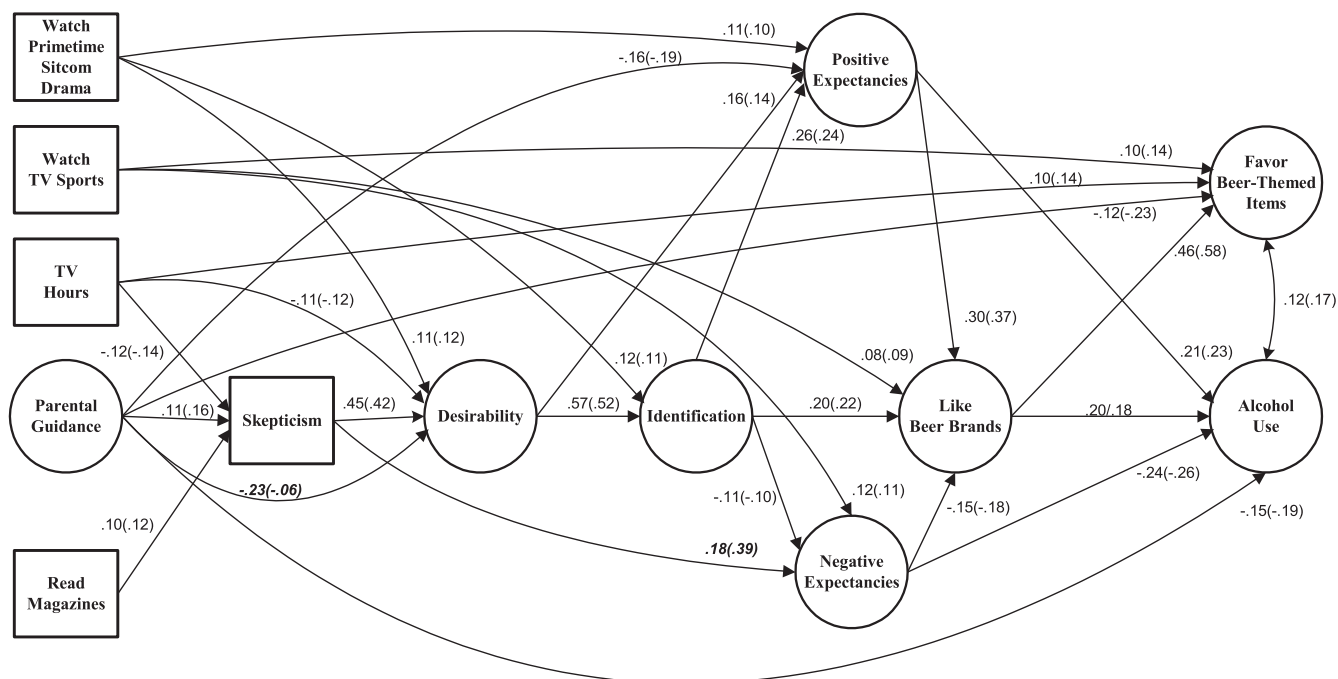 Watch
Primetime
Sitcom
Drama
.11(.10)
Positive
Expectancies
-.16(-.19)
.16(.14)
.26(.24)
Watch
TV Sports
.10(.14)
Favor
Beer-Themed
Items
.10(.14)
-.12(-.23)
.46(.58)
TV
Hours
-.11(-.12)
.12(.17)
.30(.37)
-.12(-.14)
.11(.12)
.12(.11)
.08(.09)
.21(.23)
Parental
Guidance
.11(.16)
Skepticism
.45(.42)
Desirability
.57(.52)
Identification
.20(.22)
Like
Beer Brands
.20/.18
Alcohol
Use
-.23(-.06)
-.11(-.10)
.12(.11)
-.15(-.18)
-.24(-.26)
-.15(-.19)
.10(.12)
.18(.39)
Read
Magazines
Negative
Expectancies